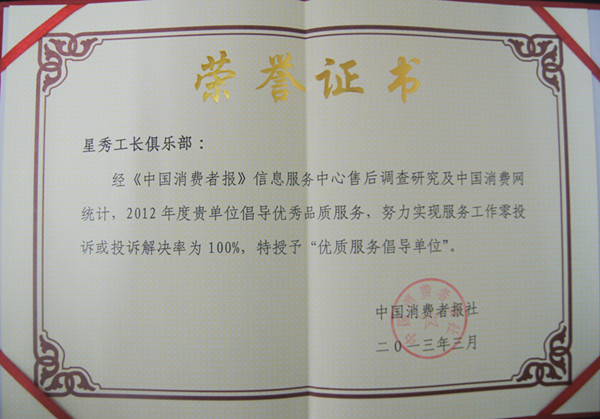 荣誉证书
星秀工长俱乐部：
经《中国消费者报》信息服务中心售后调查研究及中国消费网
统计，2012年度贵单位倡导优秀品质服务，努力实现服务工作零投
诉或投诉解决率为100%，特授予“优质服务倡导单位”。
中国消费者报社
二〇一三年三月